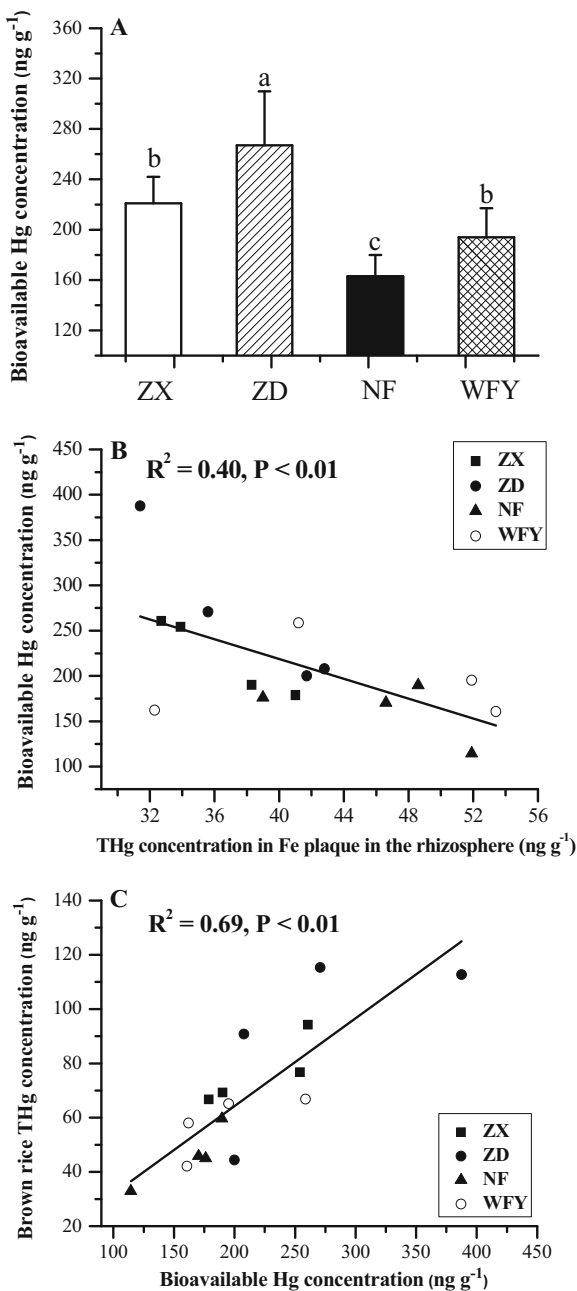 A
Bioavailable Hg concentration (ng g⁻¹)
360
320
280
240
200
160
120
b
a
c
b
ZX ZD NF WFY
B
R² = 0.40, P < 0.01
ZX
ZD
NF
WFY
Bioavailable Hg concentration (ng g⁻¹)
450
400
350
300
250
200
150
100
32 36 40 44 48 52 56
THg concentration in Fe plaque in the rhizosphere (ng g⁻¹)
C
R² = 0.69, P < 0.01
Brown rice THg concentration (ng g⁻¹)
140
120
100
80
60
40
20
ZX
ZD
NF
WFY
100 150 200 250 300 350 400 450
Bioavailable Hg concentration (ng g⁻¹)